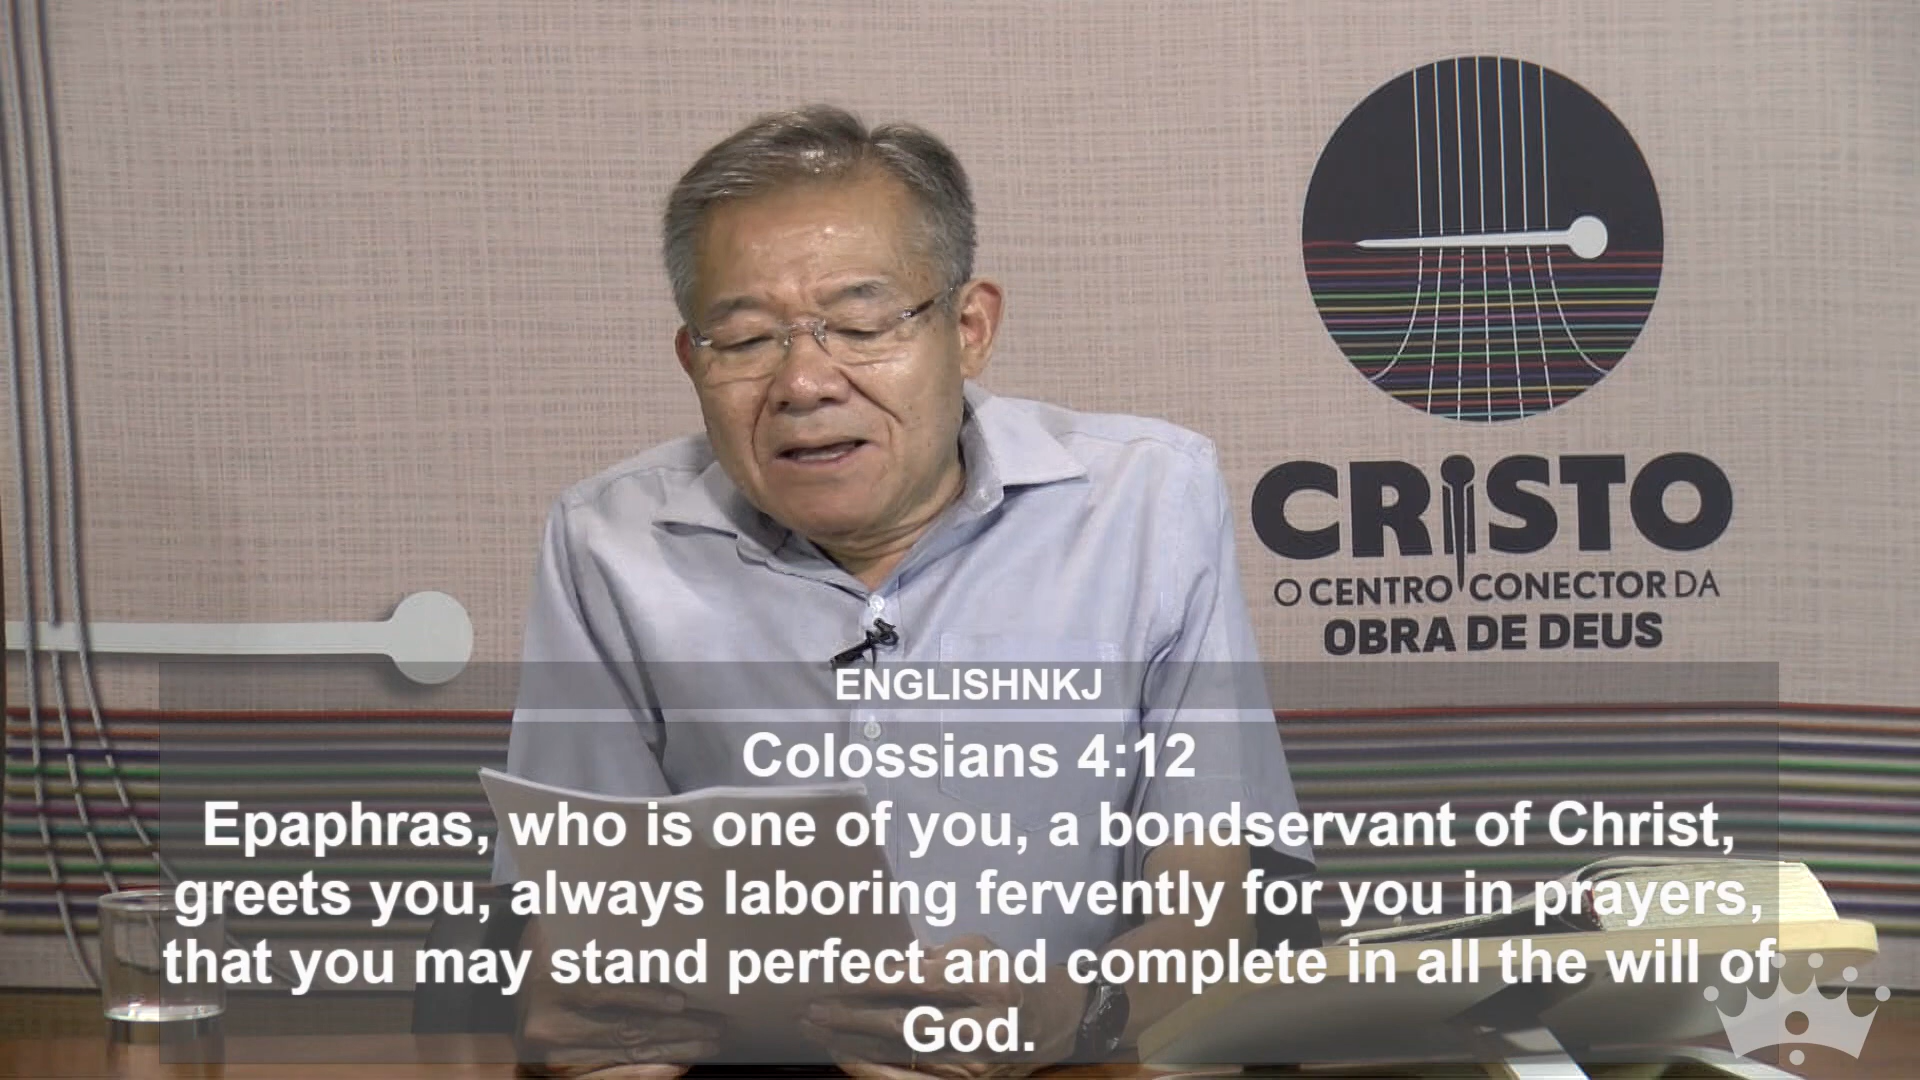 CRiSTO
O CENTRO CONECTOR DA
OBRA DE DEUS
ENGLISHNKJ
Colossians 4:12
Epaphras, who is one of you, a bondservant of Christ,
greets you, always laboring fervently for you in prayers,
that you may stand perfect and complete in all the will of
God.